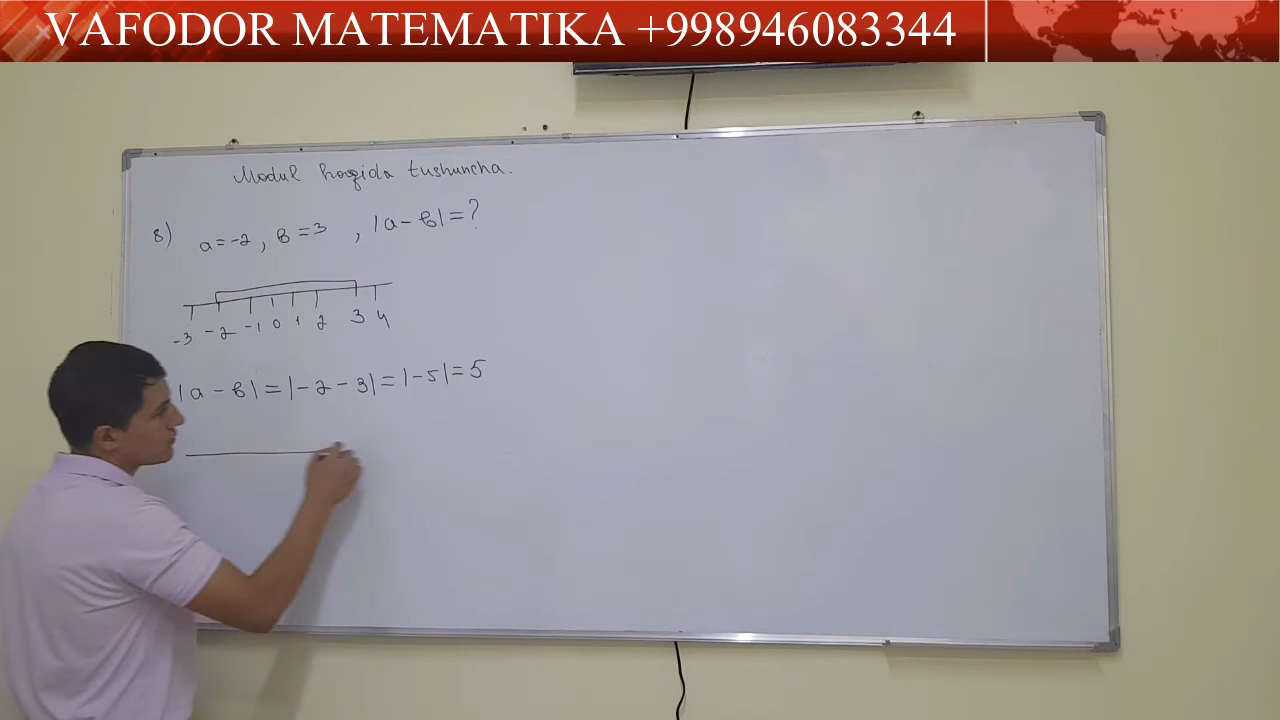 VAFODOR MATEMATIKA +998946083344
Modul haqida tushuncha.
8) a=-2, в=3, |a-в|=?
-3 -2 -1 0 1 2 3 4
|a-в|=|-2-3|=|-5|=5